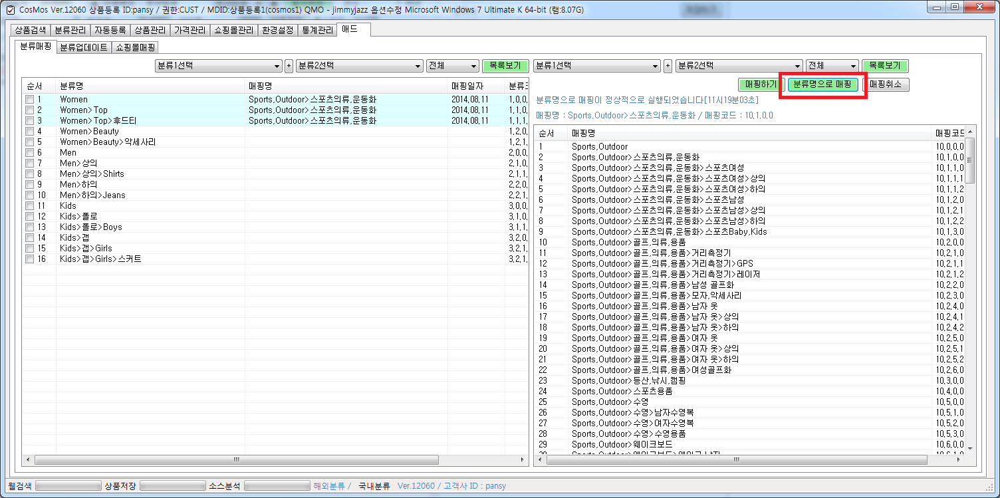 CosMos Ver.12060 상품등록 ID:pansy / 권한:CUST / MDID:상품등록1(cosmos1) QMO - jimmyjazz 옵션수정 Microsoft Windows 7 Ultimate K 64-bit (램:8.07G)
상품검색 분류관리 자동등록 상품관리 가격관리 쇼핑몰관리 환경설정 통계관리 애드
분류매핑 분류업데이트 쇼핑몰매핑
분류1선택 + 분류2선택 전체 목록보기 분류1선택 + 분류2선택 전체 목록보기
매핑하기 분류명으로 매핑 매핑취소
분류명으로 매핑이 정상적으로 실행되었습니다[11시19분03초]
매핑명 : Sports,Outdoor>스포츠의류,운동화 / 매핑코드 : 10,1,0,0
순서 분류명 매핑명 매핑일자
1 Women Sports,Outdoor>스포츠의류,운동화 2014,08,11 1,0,0,
2 Women>Top Sports,Outdoor>스포츠의류,운동화 2014,08,11 1,1,0,
3 Women>Top>후드티 Sports,Outdoor>스포츠의류,운동화 2014,08,11 1,1,1,
4 Women>Beauty 1,2,0,
5 Women>Beauty>악세사리 1,2,1,
6 Men 2,0,0,
7 Men>상의 2,1,0,
8 Men>상의>Shirts 2,1,1,
9 Men>하의 2,2,0,
10 Men>하의>Jeans 2,2,1,
11 Kids 3,0,0,
12 Kids>폴로 3,1,0,
13 Kids>폴로>Boys 3,1,1,
14 Kids>갭 3,2,0,
15 Kids>갭>Girls 3,2,1,
16 Kids>갭>Girls>스커트 3,2,1,
순서 매핑명 매핑코드
1 Sports,Outdoor 10,0,0,0
2 Sports,Outdoor>스포츠의류,운동화 10,1,0,0
3 Sports,Outdoor>스포츠의류,운동화>스포츠여성 10,1,1,0
4 Sports,Outdoor>스포츠의류,운동화>스포츠여성>상의 10,1,1,1
5 Sports,Outdoor>스포츠의류,운동화>스포츠여성>하의 10,1,1,2
6 Sports,Outdoor>스포츠의류,운동화>스포츠남성 10,1,2,0
7 Sports,Outdoor>스포츠의류,운동화>스포츠남성>상의 10,1,2,1
8 Sports,Outdoor>스포츠의류,운동화>스포츠남성>하의 10,1,2,2
9 Sports,Outdoor>스포츠의류,운동화>스포츠Baby,Kids 10,1,3,0
10 Sports,Outdoor>골프,의류,용품 10,2,0,0
11 Sports,Outdoor>골프,의류,용품>거리측정기 10,2,1,0
12 Sports,Outdoor>골프,의류,용품>거리측정기>GPS 10,2,1,1
13 Sports,Outdoor>골프,의류,용품>거리측정기>레이저 10,2,1,2
14 Sports,Outdoor>골프,의류,용품>남성 골프화 10,2,2,0
15 Sports,Outdoor>골프,의류,용품>모자,악세사리 10,2,3,0
16 Sports,Outdoor>골프,의류,용품>남자 옷 10,2,4,0
17 Sports,Outdoor>골프,의류,용품>남자 옷>상의 10,2,4,1
18 Sports,Outdoor>골프,의류,용품>남자 옷>하의 10,2,4,2
19 Sports,Outdoor>골프,의류,용품>여자 옷 10,2,5,0
20 Sports,Outdoor>골프,의류,용품>여자 옷>상의 10,2,5,1
21 Sports,Outdoor>골프,의류,용품>여자 옷>하의 10,2,5,2
22 Sports,Outdoor>골프,의류,용품>여성골프화 10,2,6,0
23 Sports,Outdoor>등산,낚시,캠핑 10,3,0,0
24 Sports,Outdoor>스포츠용품 10,4,0,0
25 Sports,Outdoor>수영 10,5,0,0
26 Sports,Outdoor>수영>남자수영복 10,5,1,0
27 Sports,Outdoor>수영>여자수영복 10,5,2,0
28 Sports,Outdoor>수영>수영용품 10,5,3,0
29 Sports,Outdoor>웨이크보드 10,6,0,0
웹검색 상품저장 소스분석 해외분류 / 국내분류 Ver.12060 / 고객사 ID : pansy